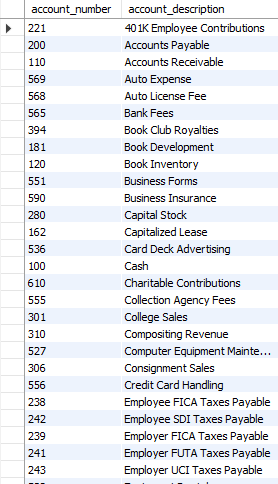 account_number account_description
221 401K Employee Contributions
200 Accounts Payable
110 Accounts Receivable
569 Auto Expense
568 Auto License Fee
565 Bank Fees
394 Book Club Royalties
181 Book Development
120 Book Inventory
551 Business Forms
590 Business Insurance
280 Capital Stock
162 Capitalized Lease
536 Card Deck Advertising
100 Cash
610 Charitable Contributions
555 Collection Agency Fees
301 College Sales
310 Compositing Revenue
527 Computer Equipment Mainte...
306 Consignment Sales
556 Credit Card Handling
238 Employee FICA Taxes Payable
242 Employee SDI Taxes Payable
239 Employer FICA Taxes Payable
241 Employer FUTA Taxes Payable
243 Employer UCI Taxes Payable